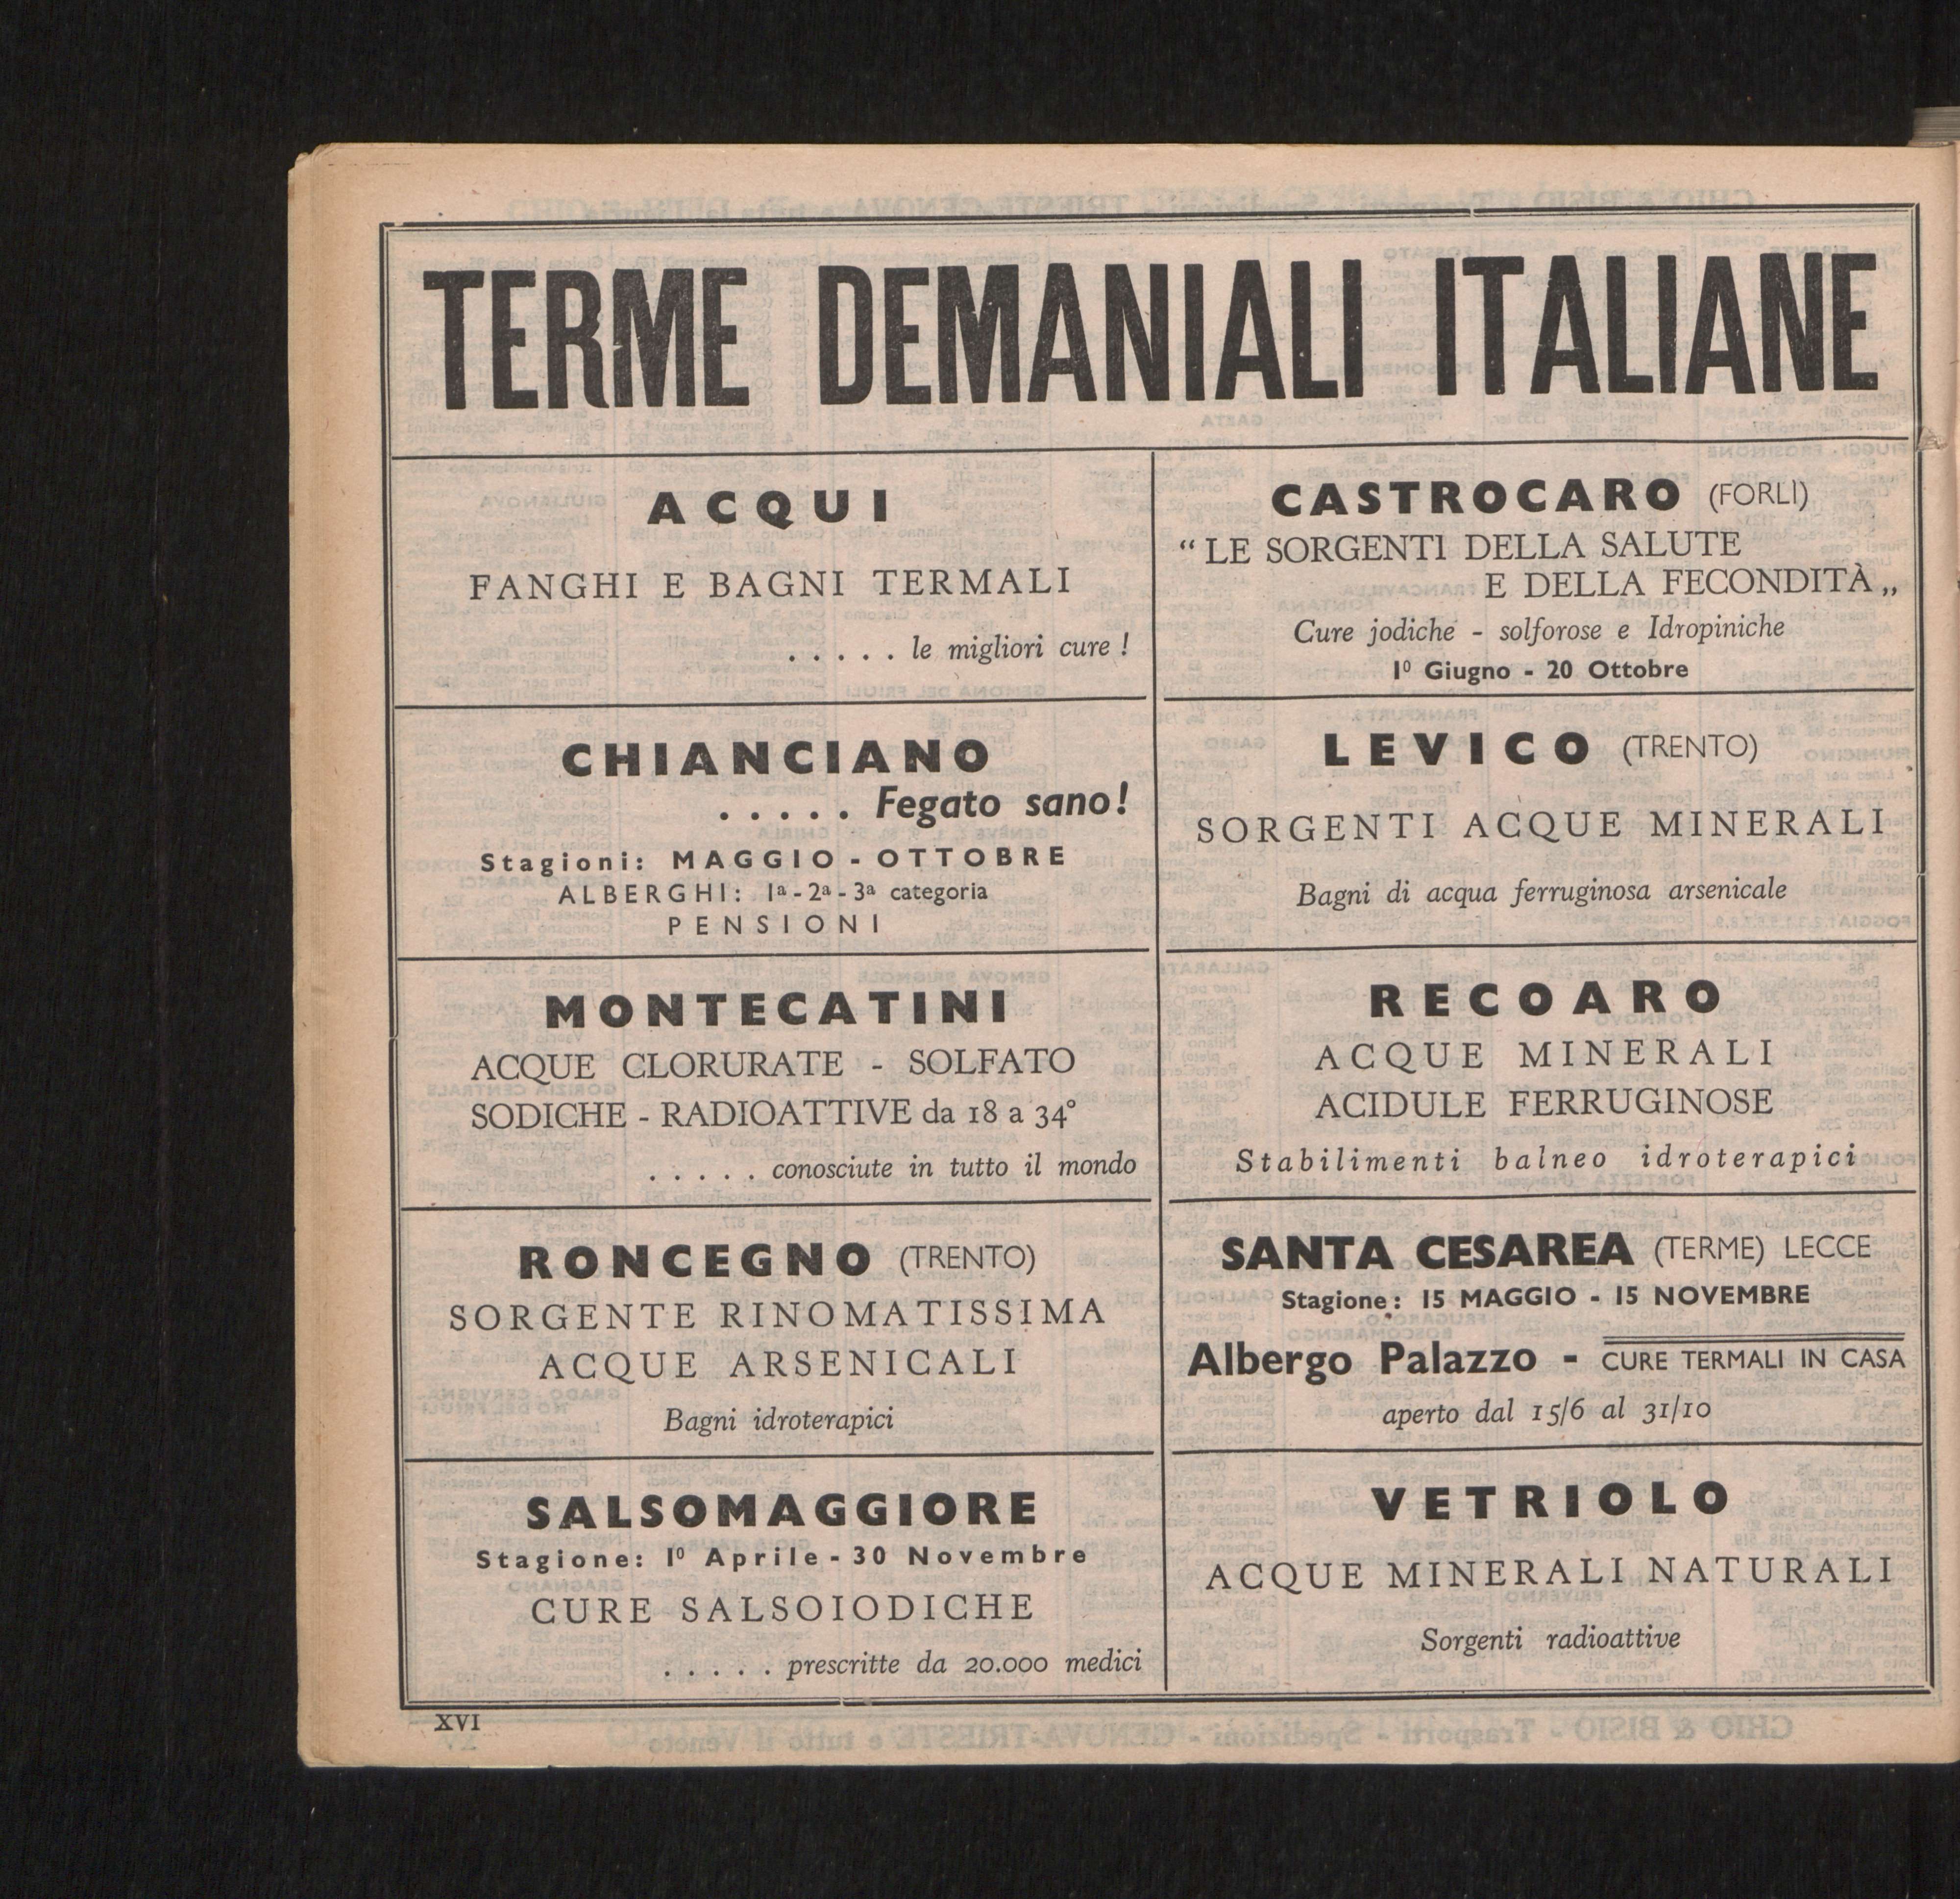 TERME DEMANIALI ITALIANE
ACQUI
FANGHI E BAGNI TERMALI
. . . . . le migliori cure !
CASTROCARO (FORLI)
“ LE SORGENTI DELLA SALUTE
E DELLA FECONDITÀ „
Cure jodiche - solforose e Idropiniche
1⁰ Giugno - 20 Ottobre
CHIANCIANO
. . . . . Fegato sano!
Stagioni: MAGGIO - OTTOBRE
ALBERGHI: 1ª - 2ª - 3ª categoria
PENSIONI
LEVICO (TRENTO)
SORGENTI ACQUE MINERALI
Bagni di acqua ferruginosa arsenicale
MONTECATINI
ACQUE CLORURATE - SOLFATO
SODICHE - RADIOATTIVE da 18 a 34°
. . . . . conosciute in tutto il mondo
RECOARO
ACQUE MINERALI
ACIDULE FERRUGINOSE
Stabilimenti balneo idroterapici
RONCEGNO (TRENTO)
SORGENTE RINOMATISSIMA
ACQUE ARSENICALI
Bagni idroterapici
SANTA CESAREA (TERME) LECCE
Stagione: 15 MAGGIO - 15 NOVEMBRE
Albergo Palazzo - CURE TERMALI IN CASA
aperto dal 15/6 al 31/10
SALSOMAGGIORE
Stagione: 1⁰ Aprile - 30 Novembre
CURE SALSOIODICHE
. . . . . prescritte da 20.000 medici
VETRIOLO
ACQUE MINERALI NATURALI
Sorgenti radioattive
XVI